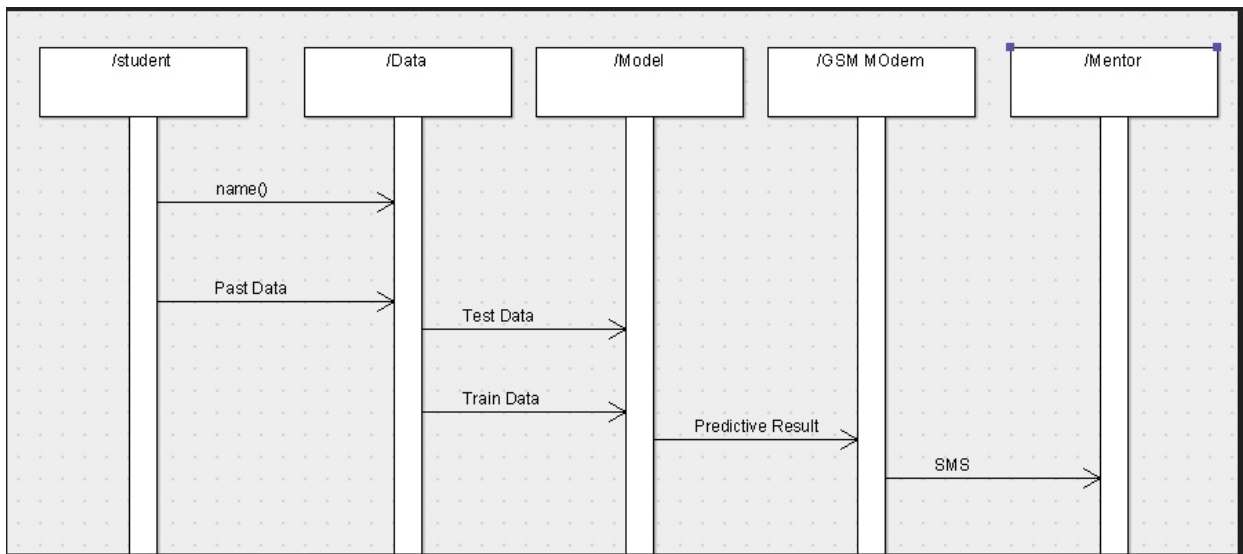 /student
/Data
/Model
/GSM MOdem
/Mentor
name()
Past Data
Test Data
Train Data
Predictive Result
SMS